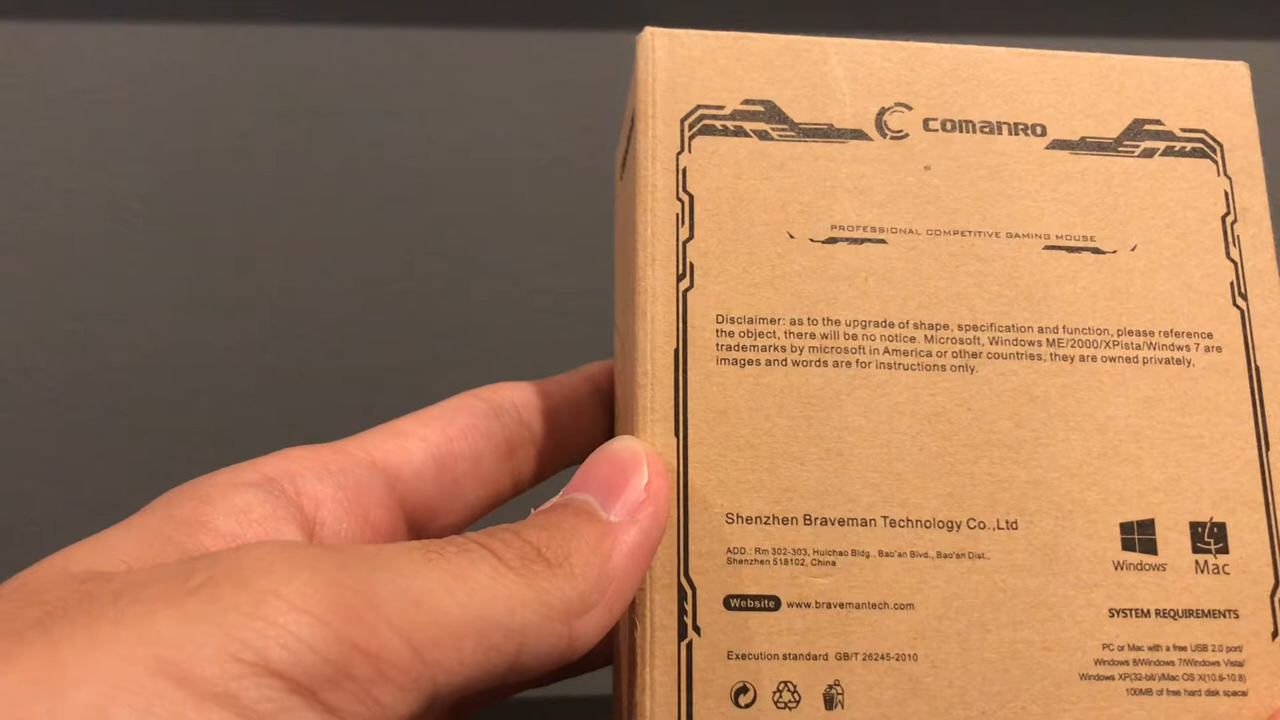 comanro
PROFESSIONAL COMPETITIVE GAMING MOUSE
Disclaimer: as to the upgrade of shape, specification and function, please reference
the object, there will be no notice. Microsoft, Windows ME/2000/XPista/Windws 7 are
trademarks by microsoft in America or other countries, they are owned privately,
images and words are for instructions only.
Shenzhen Braveman Technology Co.,Ltd
ADD.: Rm 302-303, Huichao Bldg., Bao'an Blvd., Bao'an Dist.,
Shenzhen 518102, China
Website www.bravemantech.com
Execution standard GB/T 26245-2010
Windows Mac
SYSTEM REQUIREMENTS
PC or Mac with a free USB 2.0 port/
Windows 8/Windows 7/Windows Vista/
Windows XP(32-bit/)/Mac OS X(10.6-10.8)
100MB of free hard disk space/